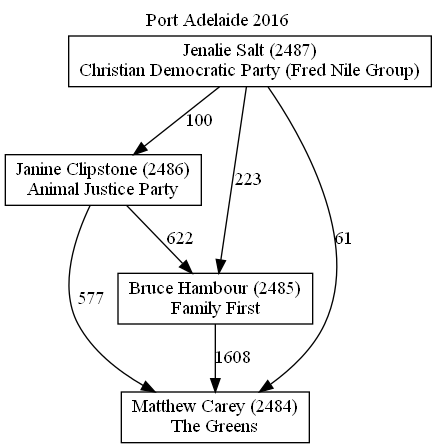 Port Adelaide 2016
Jenalie Salt (2487)
Christian Democratic Party (Fred Nile Group)
100
Janine Clipstone (2486)
Animal Justice Party
223
61
622
577
Bruce Hambour (2485)
Family First
1608
Matthew Carey (2484)
The Greens